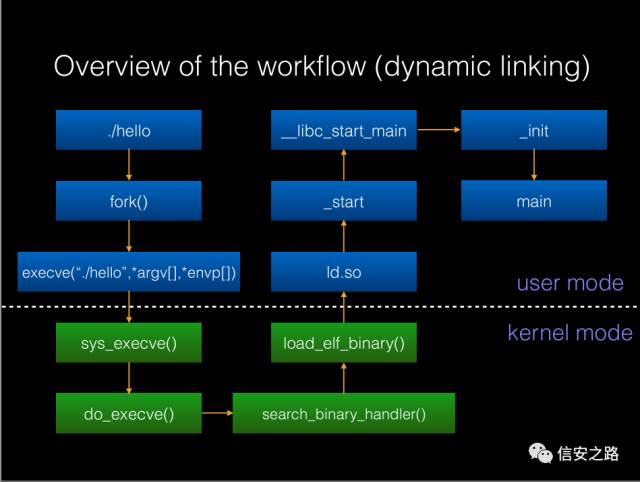 Overview of the workflow (dynamic linking)
./hello
fork()
execve(“./hello”,*argv[],*envp[])
sys_execve()
do_execve()
search_binary_handler()
load_elf_binary()
ld.so
_start
__libc_start_main
_init
main
user mode
kernel mode
信安之路